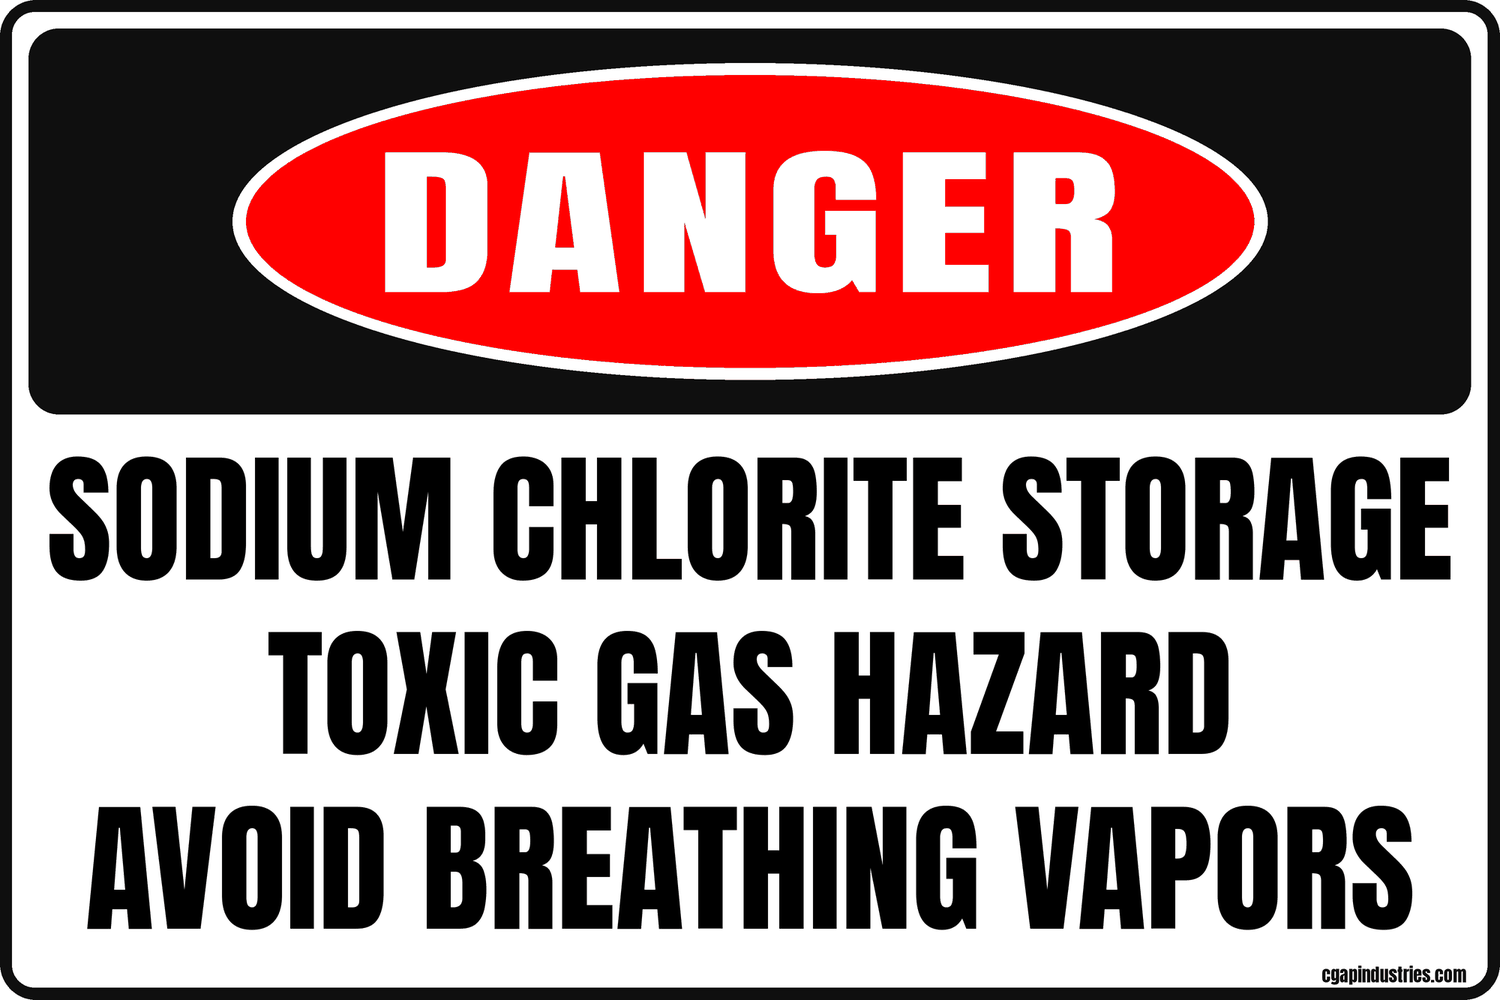 DANGER
SODIUM CHLORITE STORAGE
TOXIC GAS HAZARD
AVOID BREATHING VAPORS
cgapindustries.com